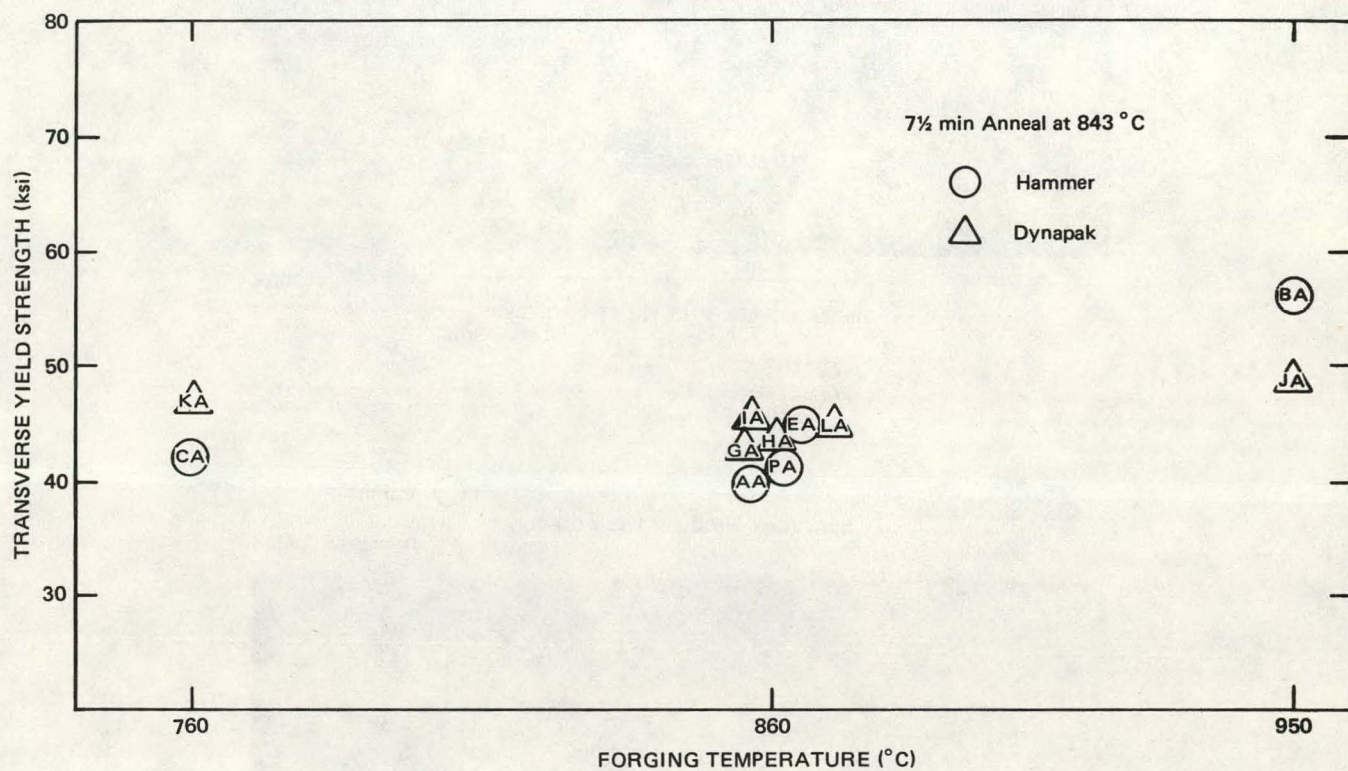 80
70
7½ min Anneal at 843 °C
Hammer
60
Dynapak
BA
50
JA
KA
IA
EA
LA
HA
GA
CA
PA
AA
40
30
760
860
950
TRANSVERSE YIELD STRENGTH (ksi)
FORGING TEMPERATURE (°C)